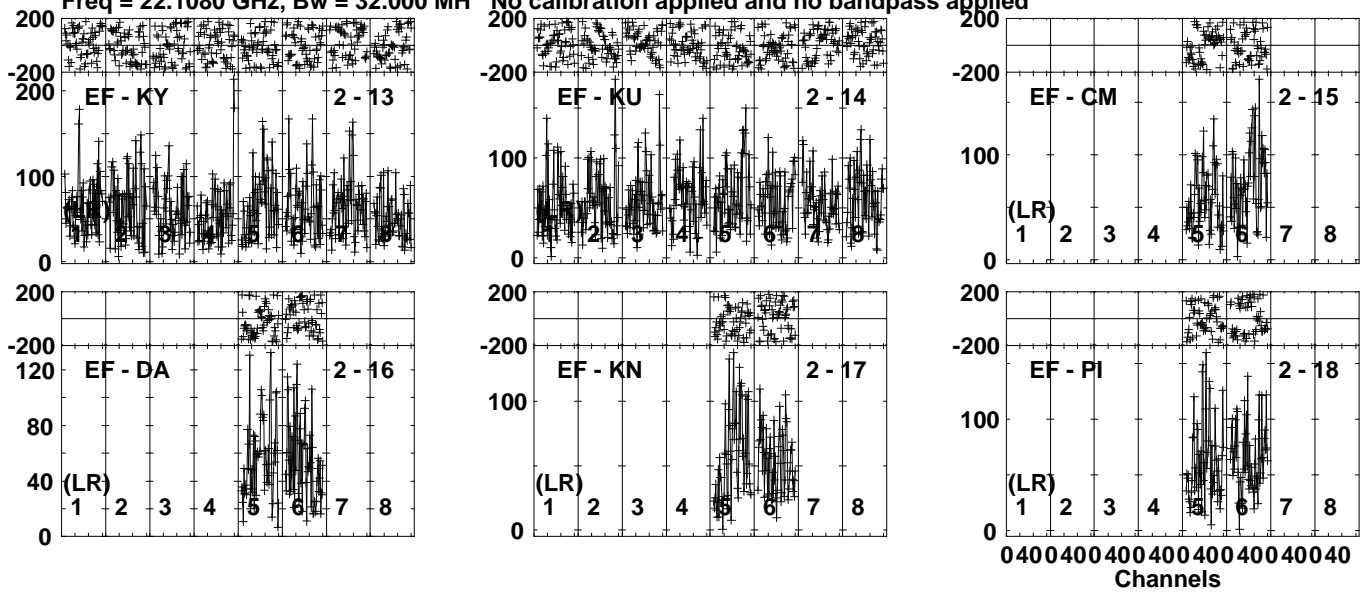 Freq = 22.1080 GHz, Bw = 32.000 MH No calibration applied and no bandpass applied
200
-200
200
100
0
EF - KY 2 - 13
(LR)
1 2 3 4 5 6 7 8
200
-200
100
0
EF - KU 2 - 14
(LR)
1 2 3 4 5 6 7 8
200
-200
100
0
EF - CM 2 - 15
(LR)
1 2 3 4 5 6 7 8
200
-200
120
80
40
0
EF - DA 2 - 16
(LR)
1 2 3 4 5 6 7 8
200
-200
100
0
EF - KN 2 - 17
(LR)
1 2 3 4 5 6 7 8
200
-200
100
0
EF - PI 2 - 18
(LR)
1 2 3 4 5 6 7 8
0 40 0 40 0 40 0 40 0 40 0 40 0 40 0 40
Channels